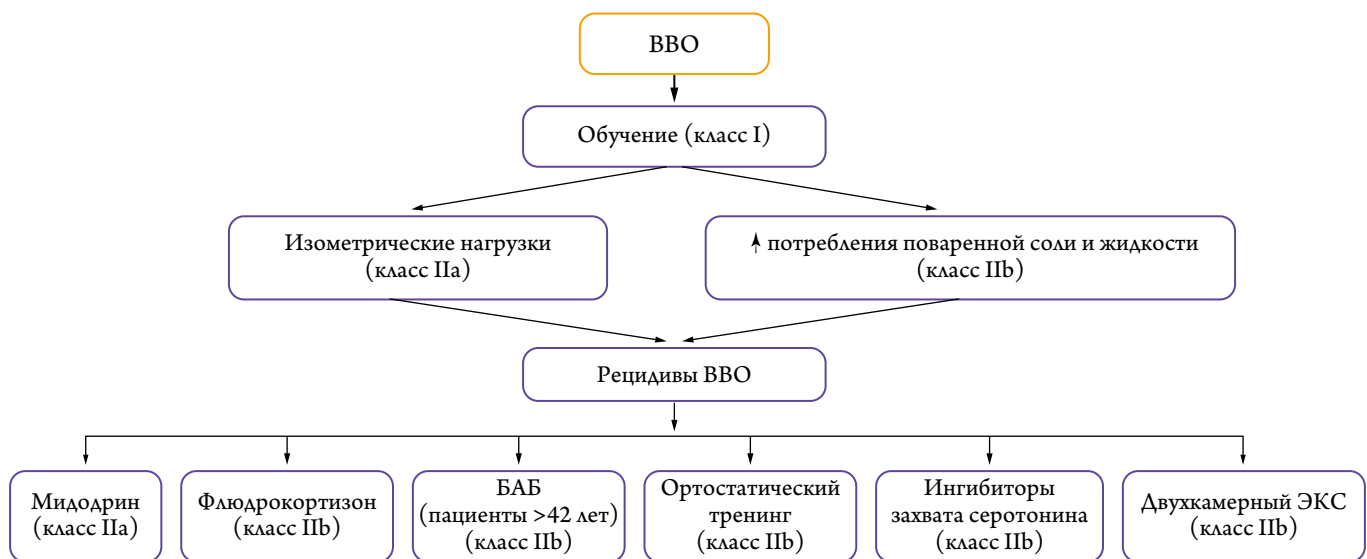 ВВО
Обучение (класс I)
Изометрические нагрузки
(класс IIa)
↑ потребления поваренной соли и жидкости
(класс IIb)
Рецидивы ВВО
Мидодрин
(класс IIa)
Флюдрокортизон
(класс IIb)
БАБ
(пациенты >42 лет)
(класс IIb)
Ортостатический
тренинг
(класс IIb)
Ингибиторы
захвата серотонина
(класс IIb)
Двухкамерный ЭКС
(класс IIb)